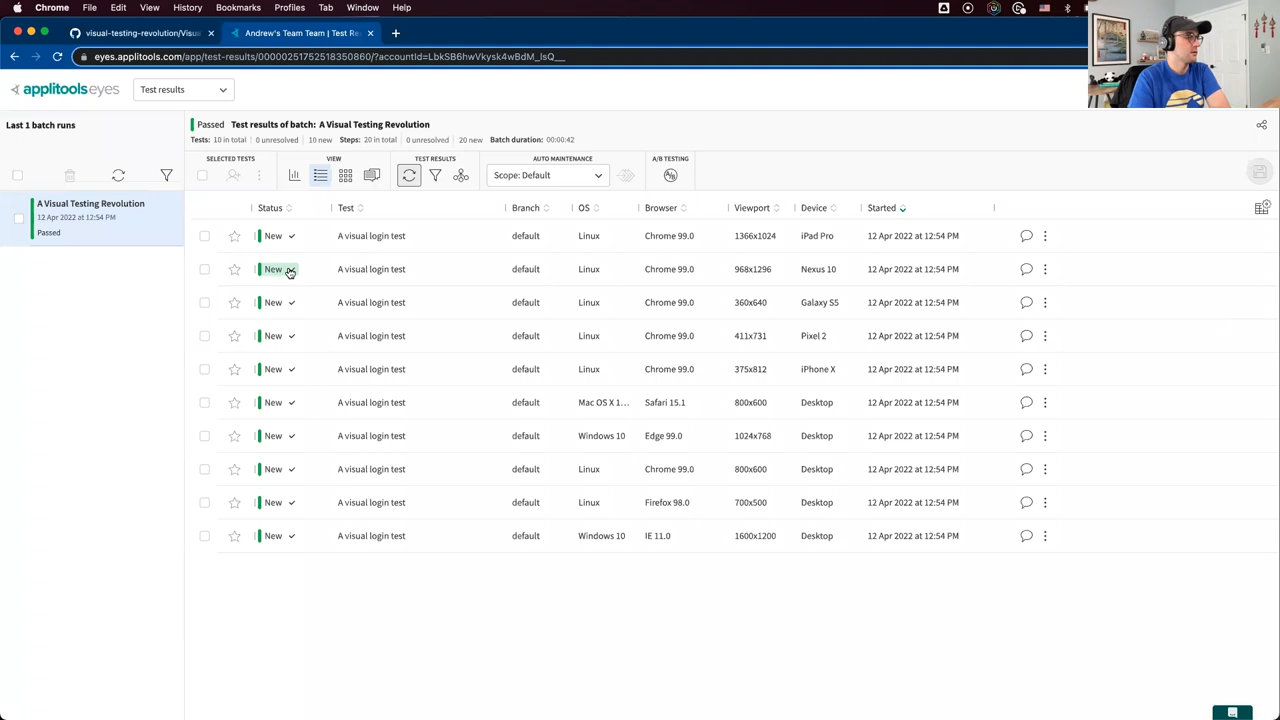 Chrome File Edit View History Bookmarks Profiles Tab Window Help
visual-testing-revolution/Visua
Andrew's Team Team | Test Re
eyes.applitools.com/app/test-results/00000251752518350860/?accountId=LbkSB6hwVkysk4wBdM_lsQ__
applitools eyes Test results
Last 1 batch runs
Passed Test results of batch: A Visual Testing Revolution
Tests: 10 in total | 0 unresolved | 10 new Steps: 20 in total | 0 unresolved | 20 new Batch duration: 00:00:42
SELECTED TESTS VIEW TEST RESULTS AUTO MAINTENANCE A/B TESTING
Scope: Default
A Visual Testing Revolution
12 Apr 2022 at 12:54 PM
Passed
Status Test Branch OS Browser Viewport Device Started
New A visual login test default Linux Chrome 99.0 1366x1024 iPad Pro 12 Apr 2022 at 12:54 PM
New A visual login test default Linux Chrome 99.0 968x1296 Nexus 10 12 Apr 2022 at 12:54 PM
New A visual login test default Linux Chrome 99.0 360x640 Galaxy S5 12 Apr 2022 at 12:54 PM
New A visual login test default Linux Chrome 99.0 411x731 Pixel 2 12 Apr 2022 at 12:54 PM
New A visual login test default Linux Chrome 99.0 375x812 iPhone X 12 Apr 2022 at 12:54 PM
New A visual login test default Mac OS X 1... Safari 15.1 800x600 Desktop 12 Apr 2022 at 12:54 PM
New A visual login test default Windows 10 Edge 99.0 1024x768 Desktop 12 Apr 2022 at 12:54 PM
New A visual login test default Linux Chrome 99.0 800x600 Desktop 12 Apr 2022 at 12:54 PM
New A visual login test default Linux Firefox 98.0 700x500 Desktop 12 Apr 2022 at 12:54 PM
New A visual login test default Windows 10 IE 11.0 1600x1200 Desktop 12 Apr 2022 at 12:54 PM